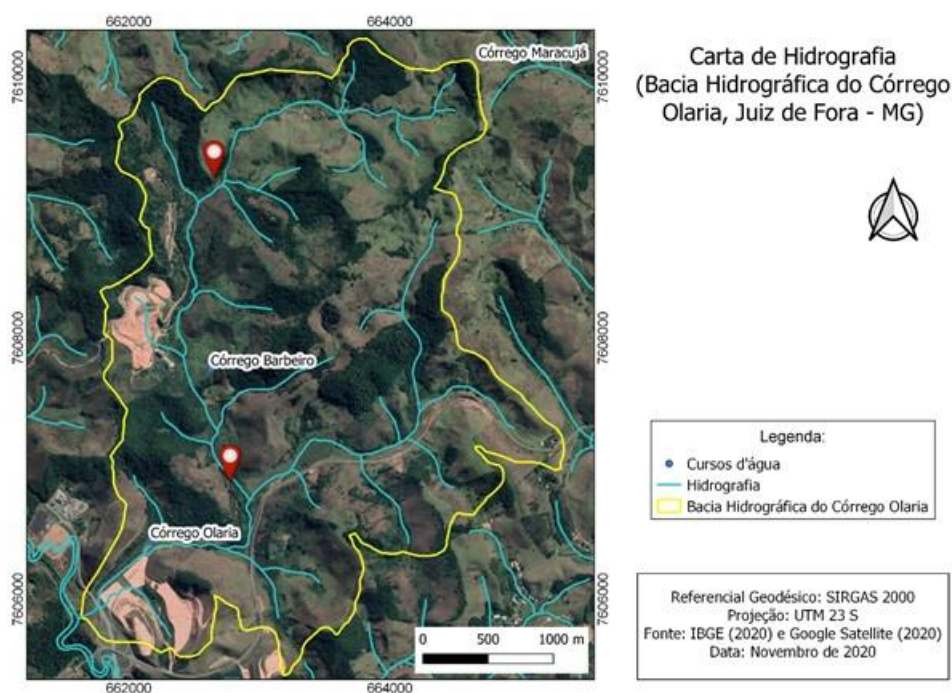 662000
664000
7610000
7610000
Córrego Maracujá
Carta de Hidrografia
(Bacia Hidrográfica do Córrego
Olaria, Juiz de Fora - MG)
7608000
7608000
Córrego Barbeiro
Legenda:
Cursos d'água
Hidrografia
Bacia Hidrográfica do Córrego Olaria
Córrego Olaria
7606000
7606000
Referencial Geodésico: SIRGAS 2000
Projeção: UTM 23 S
Fonte: IBGE (2020) e Google Satellite (2020)
Data: Novembro de 2020
0 500 1000 m
662000
664000